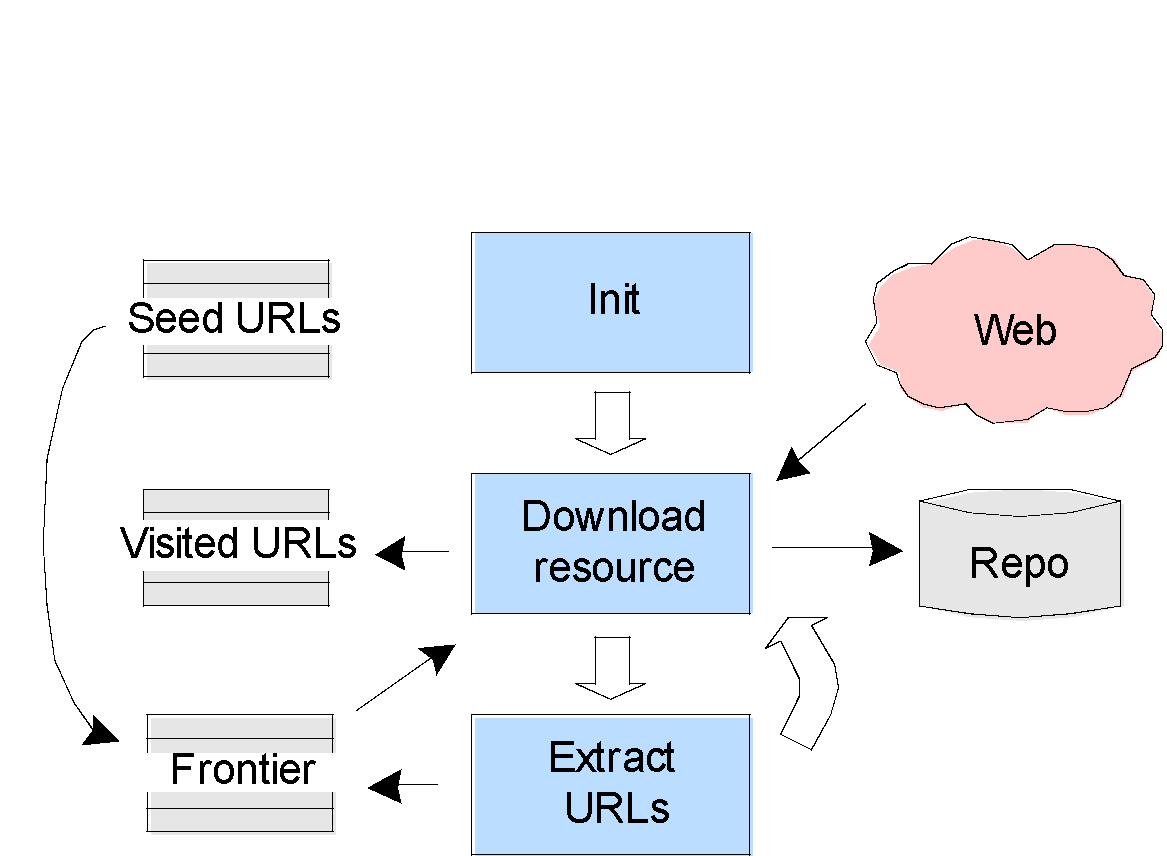 Seed URLs
Init
Web
Visited URLs
Download
resource
Repo
Frontier
Extract
URLs